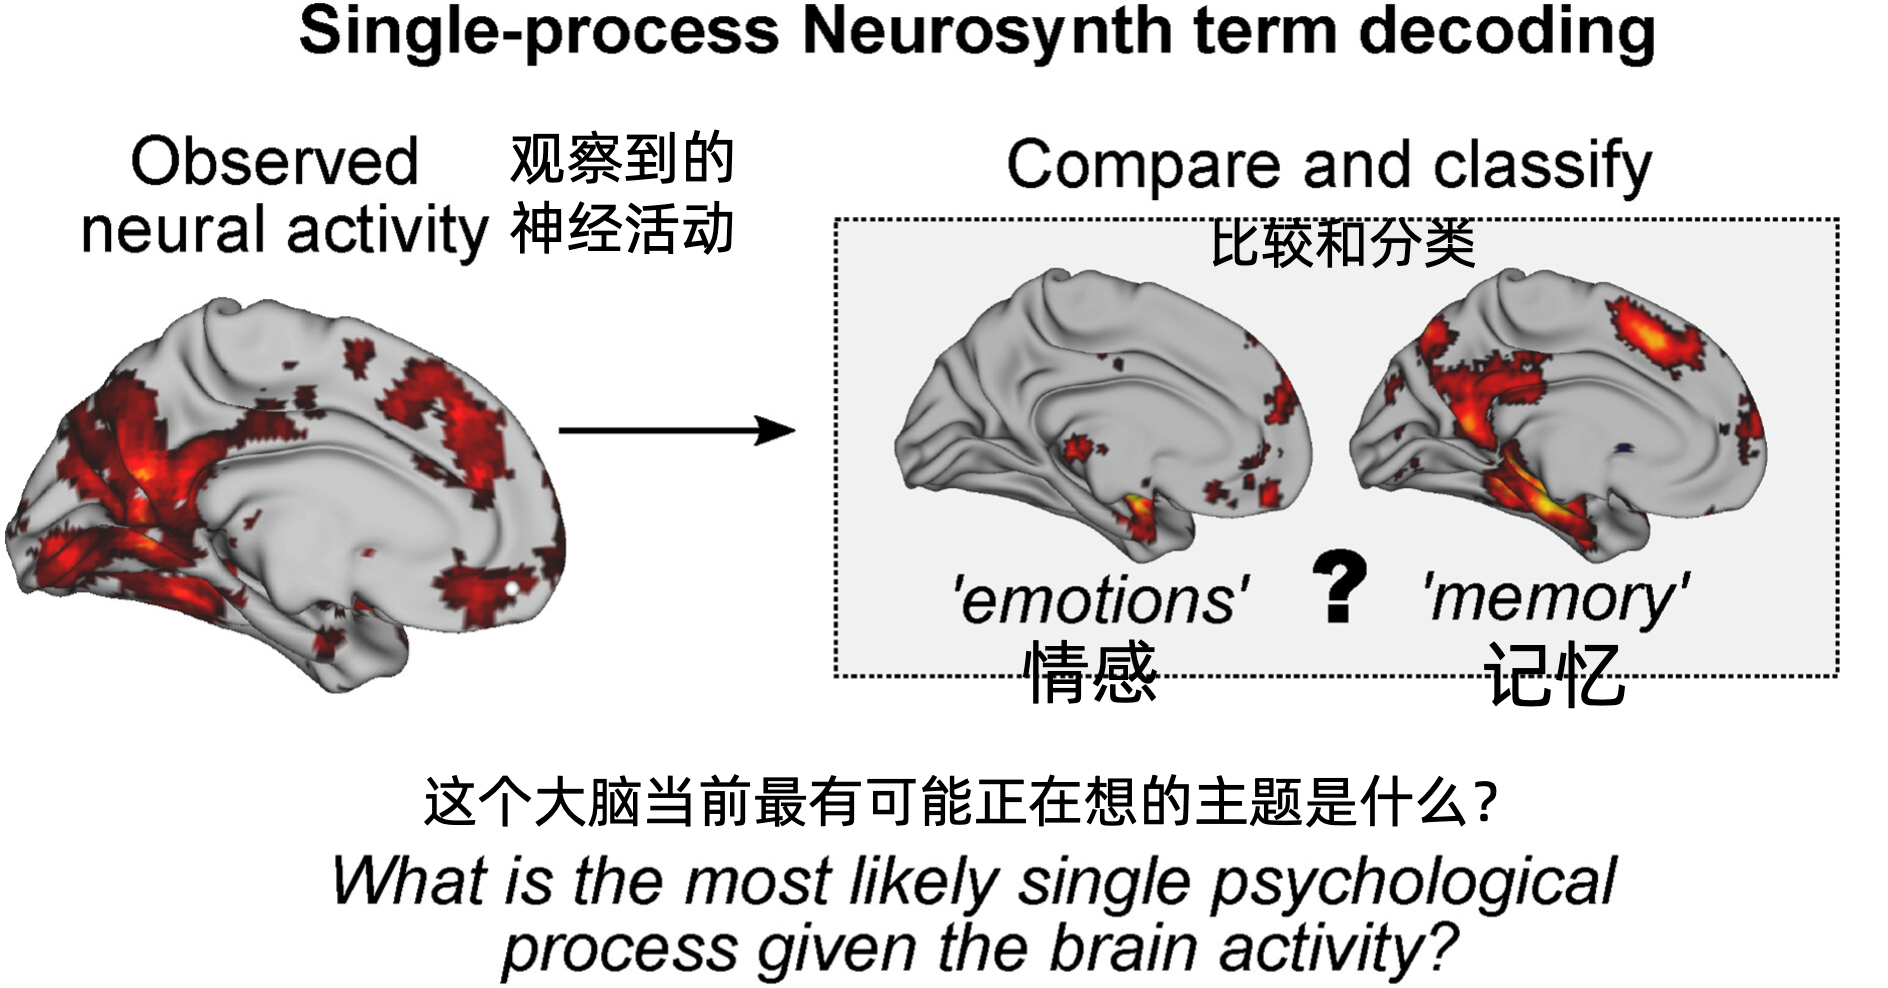 Single-process Neurosynth term decoding
Observed
neural activity
观察到的
神经活动
Compare and classify
比较和分类
'emotions'
情感
?
'memory'
记忆
这个大脑当前最有可能正在想的主题是什么?
What is the most likely single psychological
process given the brain activity?